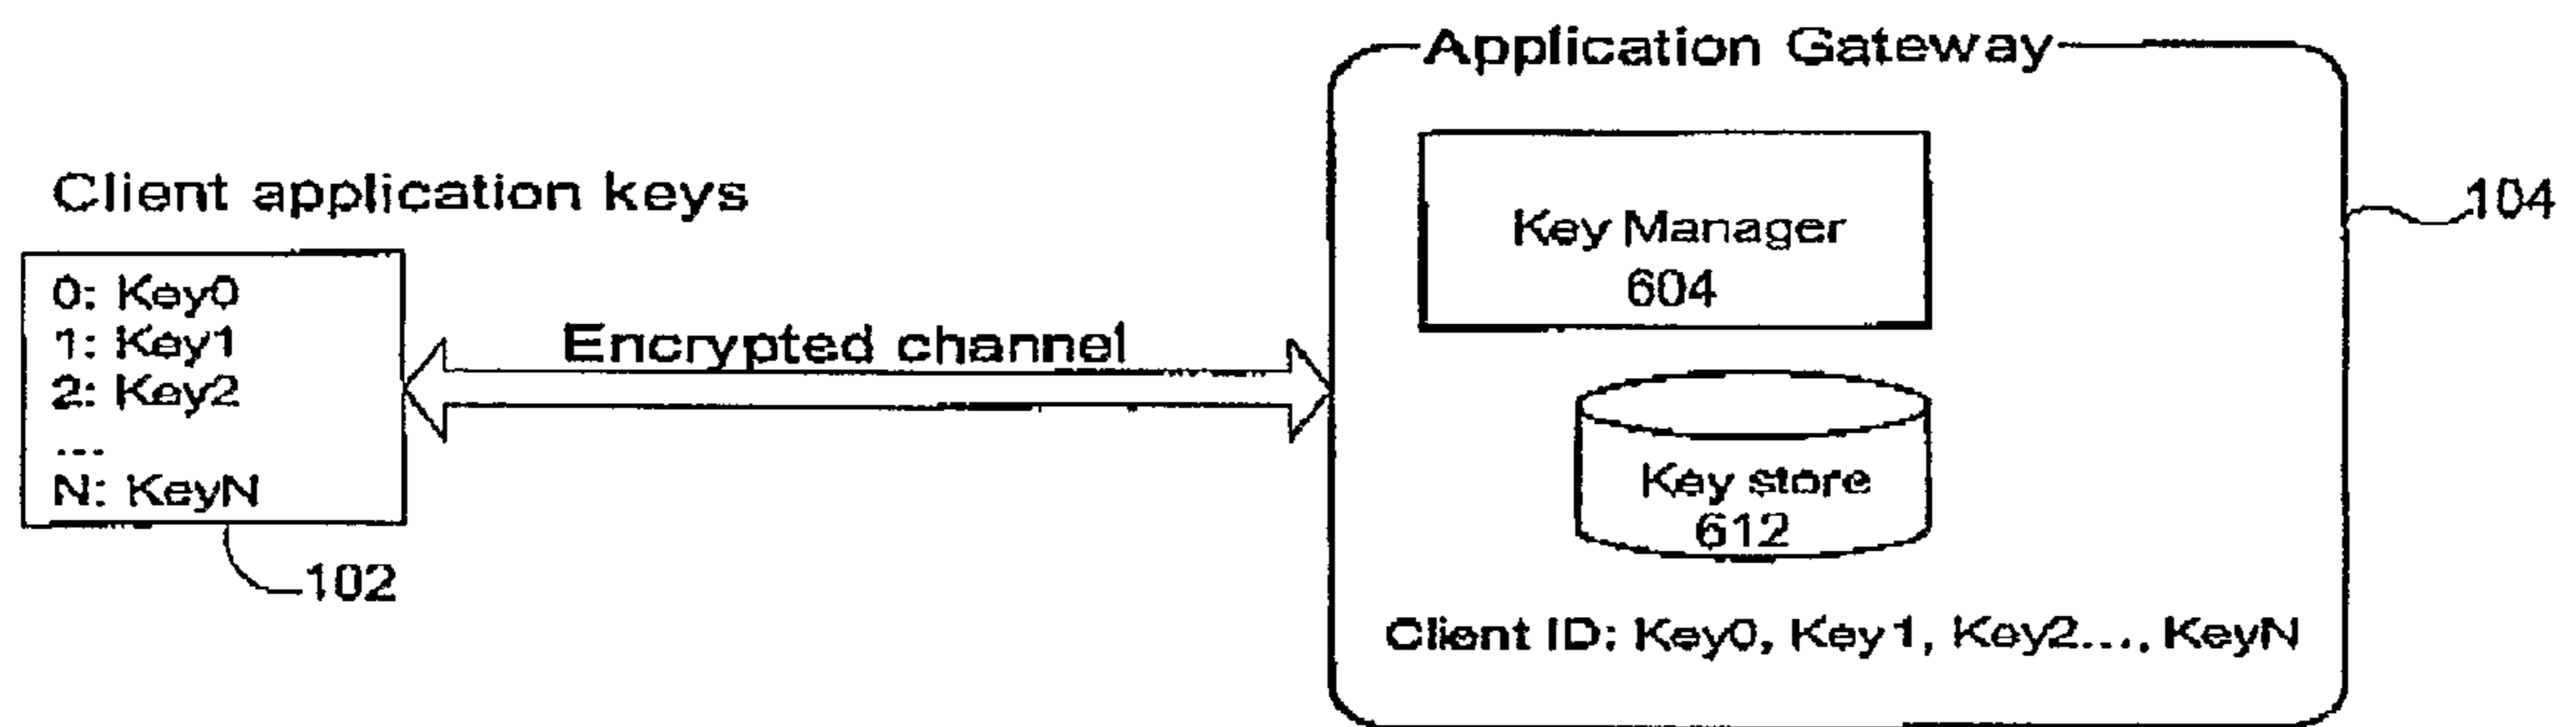 Application Gateway
Client application keys
Key Manager
604
104
0: Key0
1: Key1
2: Key2
...
N: KeyN
Encrypted channel
Key store
612
102
Client ID: Key0, Key1, Key2..., KeyN